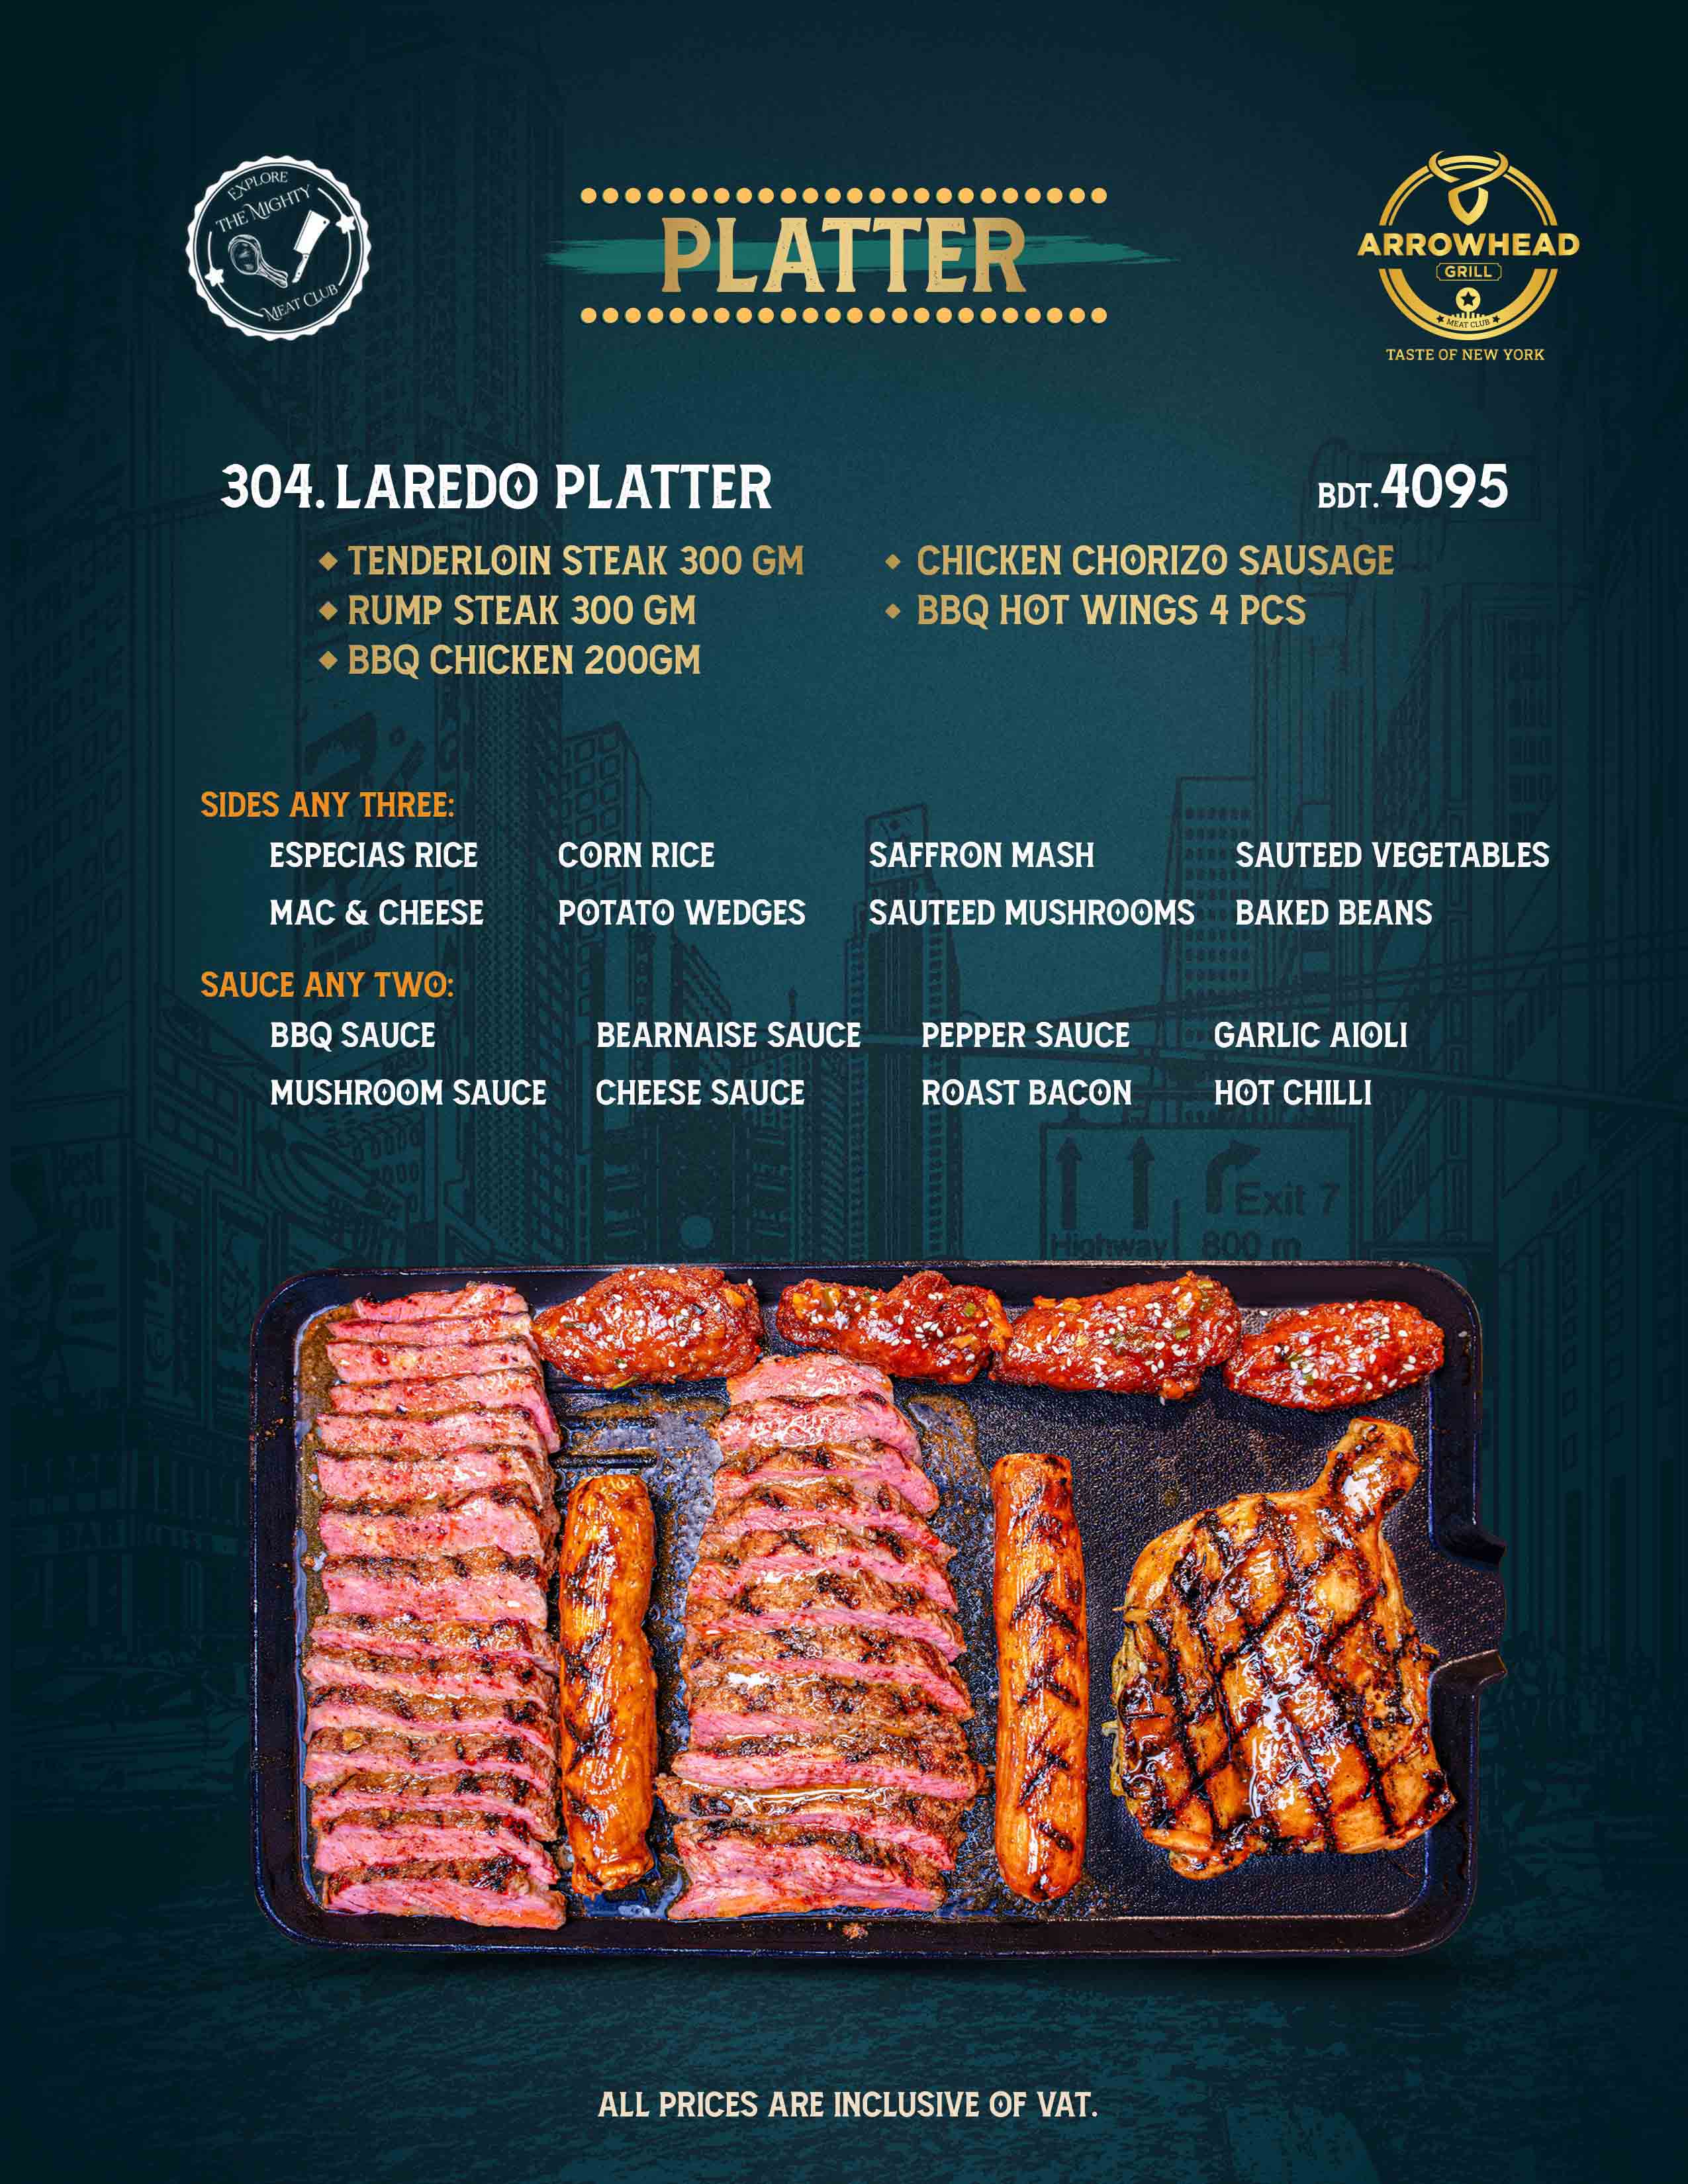 EXPLORE
THE MIGHTY
MEAT CLUB
PLATTER
ARROWHEAD
GRILL
MEAT CLUB
TASTE OF NEW YORK
304. LAREDO PLATTER BDT.4095
TENDERLOIN STEAK 300 GM
RUMP STEAK 300 GM
BBQ CHICKEN 200GM
CHICKEN CHORIZO SAUSAGE
BBQ HOT WINGS 4 PCS
SIDES ANY THREE:
ESPECIAS RICE CORN RICE SAFFRON MASH SAUTEED VEGETABLES
MAC & CHEESE POTATO WEDGES SAUTEED MUSHROOMS BAKED BEANS
SAUCE ANY TWO:
BBQ SAUCE BEARNAISE SAUCE PEPPER SAUCE GARLIC AIOLI
MUSHROOM SAUCE CHEESE SAUCE ROAST BACON HOT CHILLI
Exit 7
Highway 800 m
ALL PRICES ARE INCLUSIVE OF VAT.